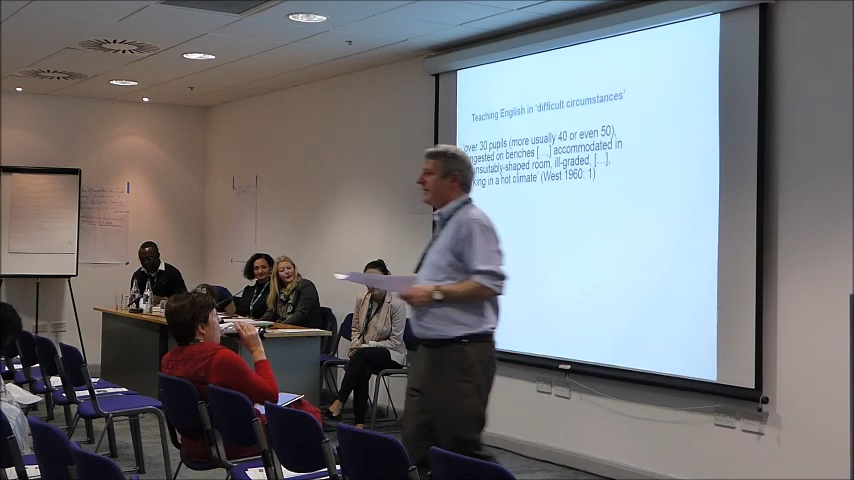 Teaching English in 'difficult circumstances'
over 30 pupils (more usually 40 or even 50),
ngested on benches [...] accommodated in
nsuitably-shaped room, ill-graded, [...],
king in a hot climate' (West 1960: 1)